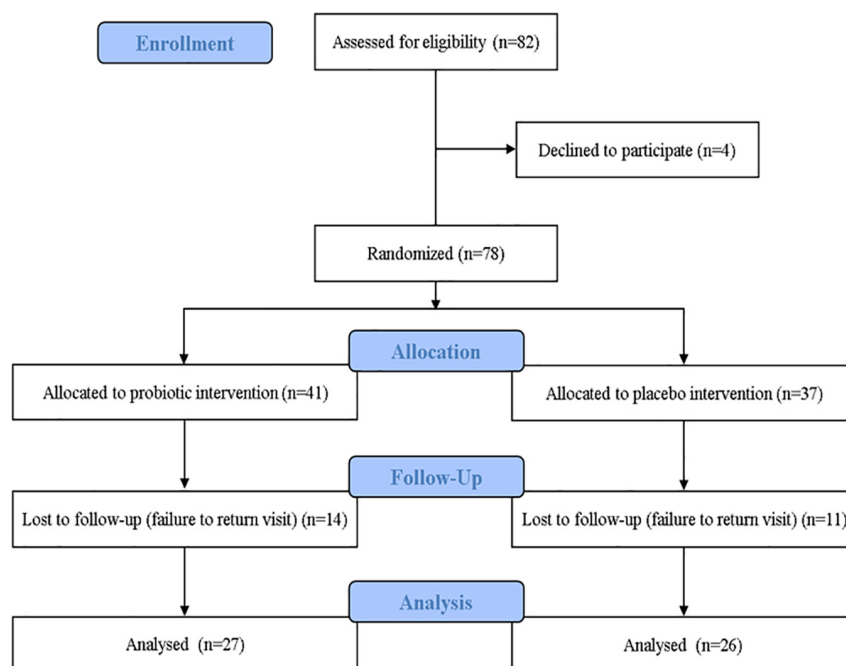 Enrollment
Assessed for eligibility (n=82)
Declined to participate (n=4)
Randomized (n=78)
Allocation
Allocated to probiotic intervention (n=41)
Allocated to placebo intervention (n=37)
Follow-Up
Lost to follow-up (failure to return visit) (n=14)
Lost to follow-up (failure to return visit) (n=11)
Analysis
Analysed (n=27)
Analysed (n=26)